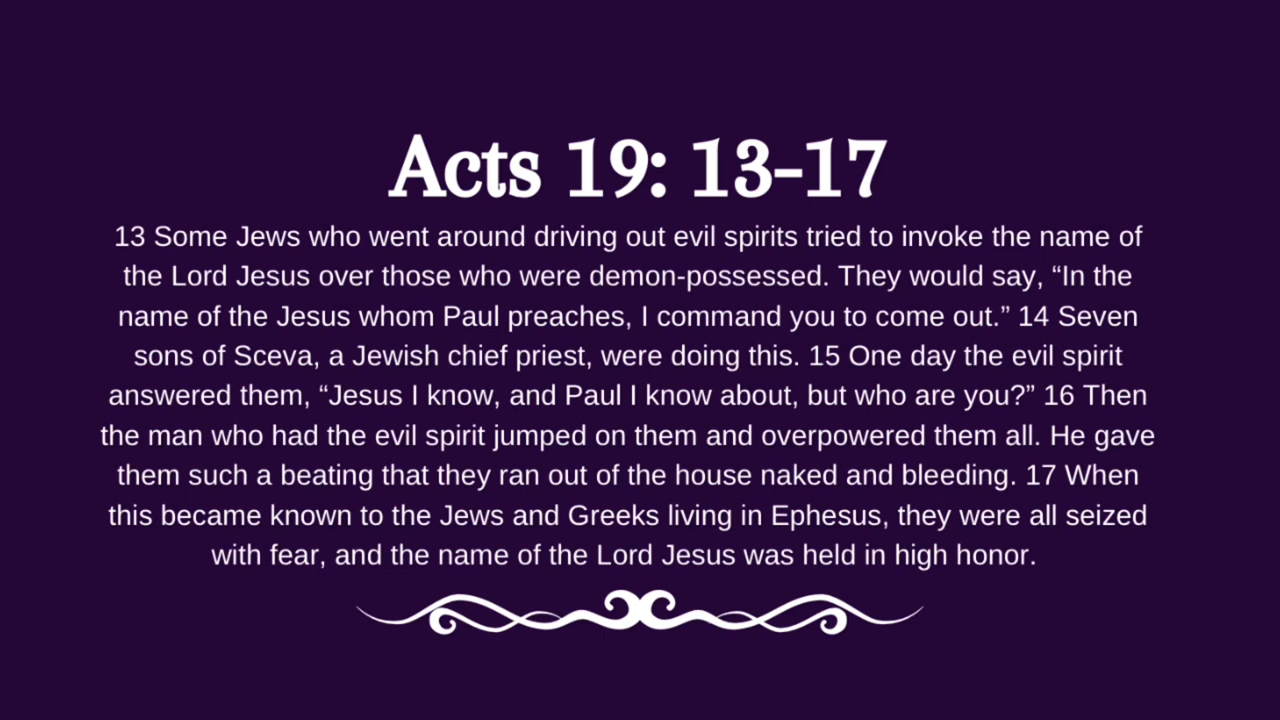 Acts 19: 13-17
13 Some Jews who went around driving out evil spirits tried to invoke the name of
the Lord Jesus over those who were demon-possessed. They would say, “In the
name of the Jesus whom Paul preaches, I command you to come out.” 14 Seven
sons of Sceva, a Jewish chief priest, were doing this. 15 One day the evil spirit
answered them, “Jesus I know, and Paul I know about, but who are you?” 16 Then
the man who had the evil spirit jumped on them and overpowered them all. He gave
them such a beating that they ran out of the house naked and bleeding. 17 When
this became known to the Jews and Greeks living in Ephesus, they were all seized
with fear, and the name of the Lord Jesus was held in high honor.